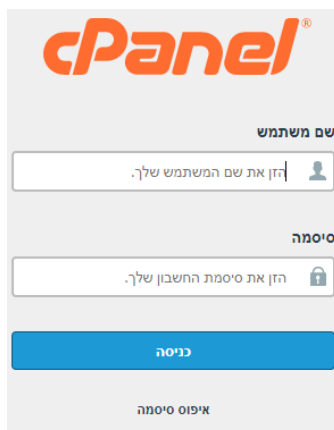 cPanel®
שם משתמש
הזן את שם המשתמש שלך.
סיסמה
הזן את סיסמת החשבון שלך.
כניסה
איפוס סיסמה